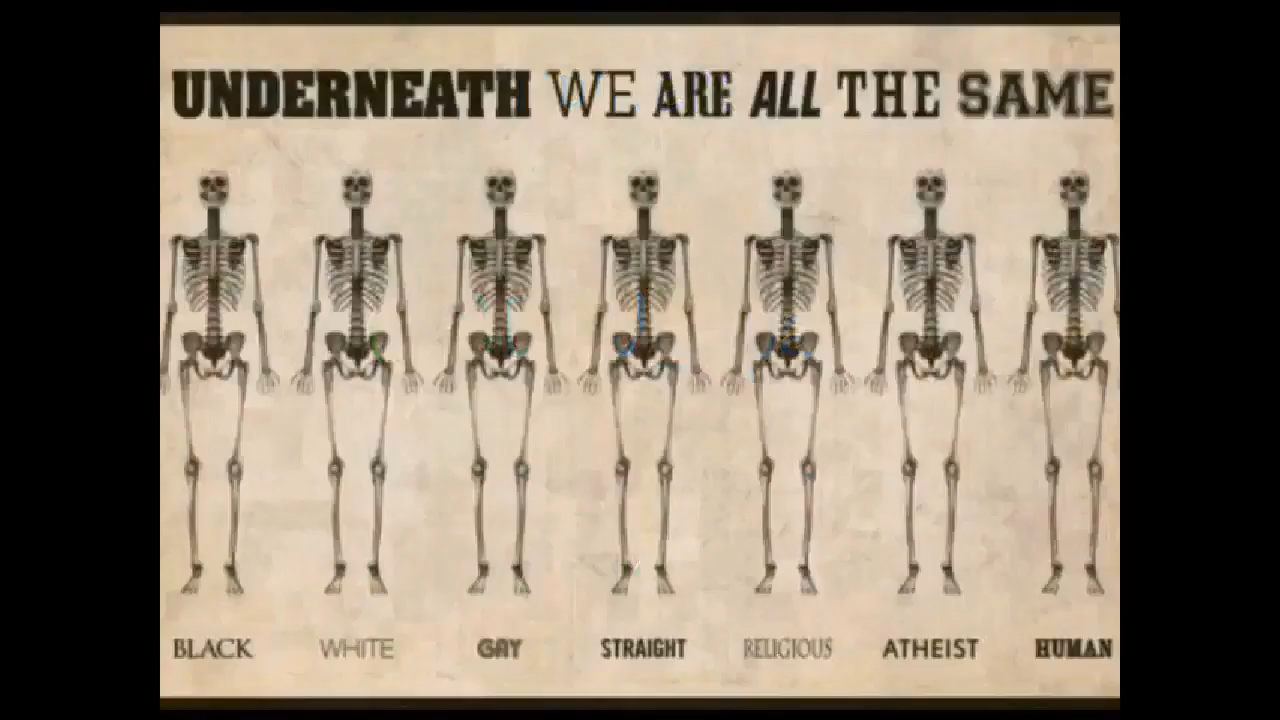 UNDERNEATH WE ARE ALL THE SAME
BLACK WHITE GAY STRAIGHT RELIGIOUS ATHEIST HUMAN